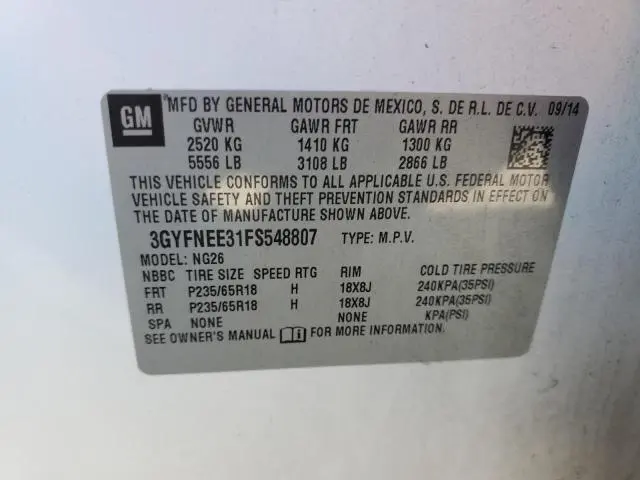 GM MFD BY GENERAL MOTORS DE MEXICO, S. DE R.L. DE C.V. 09/14
GVWR GAWR FRT GAWR RR
2520 KG 1410 KG 1300 KG
5556 LB 3108 LB 2866 LB
THIS VEHICLE CONFORMS TO ALL APPLICABLE U.S. FEDERAL MOTOR
VEHICLE SAFETY AND THEFT PREVENTION STANDARDS IN EFFECT ON
THE DATE OF MANUFACTURE SHOWN ABOVE.
3GYFNEE31FS548807 TYPE: M.P.V.
MODEL: NG26
NBBC TIRE SIZE SPEED RTG RIM COLD TIRE PRESSURE
FRT P235/65R18 H 18X8J 240KPA(35PSI)
RR P235/65R18 H 18X8J 240KPA(35PSI)
SPA NONE NONE KPA(PSI)
SEE OWNER'S MANUAL FOR MORE INFORMATION.